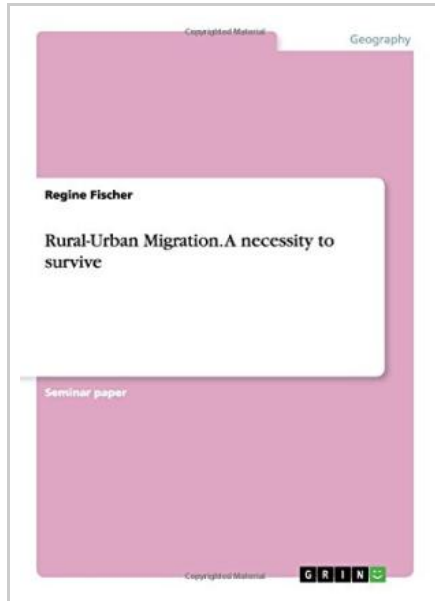 Copyrighted Material
Geography
Regine Fischer
Rural-Urban Migration. A necessity to
survive
Seminar paper
Copyrighted Material
GRIN